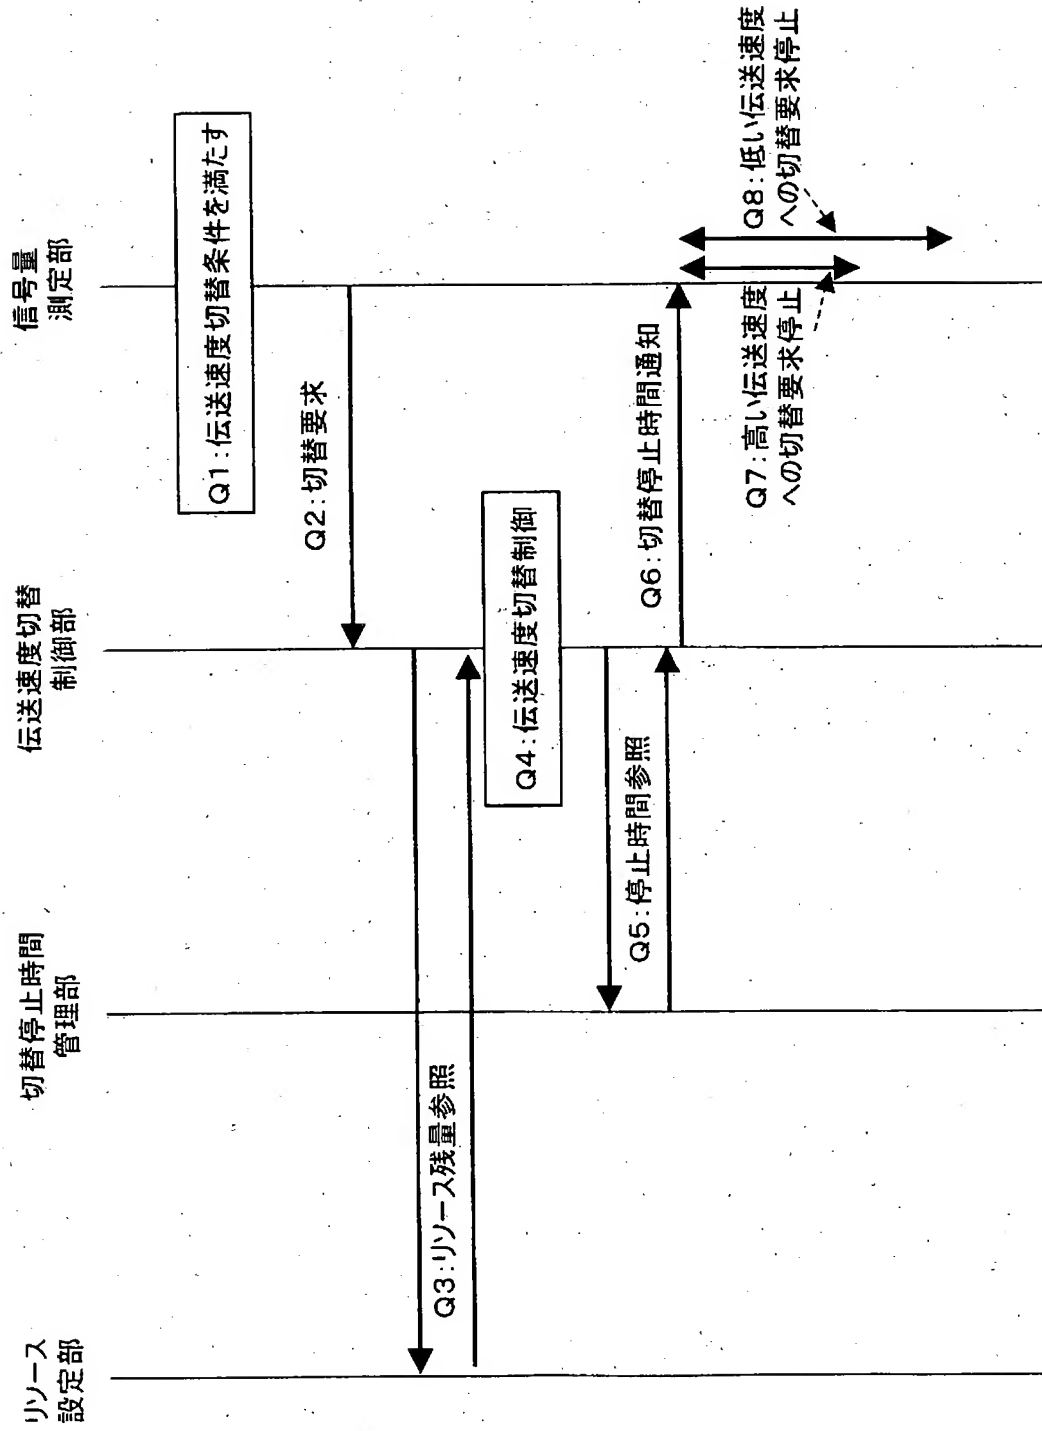 リソース
設定部
切替停止時間
管理部
伝送速度切替
制御部
信号量
測定部
Q1:伝送速度切替条件を満たす
Q2:切替要求
Q3:リソース残量参照
Q4:伝送速度切替制御
Q5:停止時間参照
Q6:切替停止時間通知
Q7:高い伝送速度
への切替要求停止
Q8:低い伝送速度
への切替要求停止